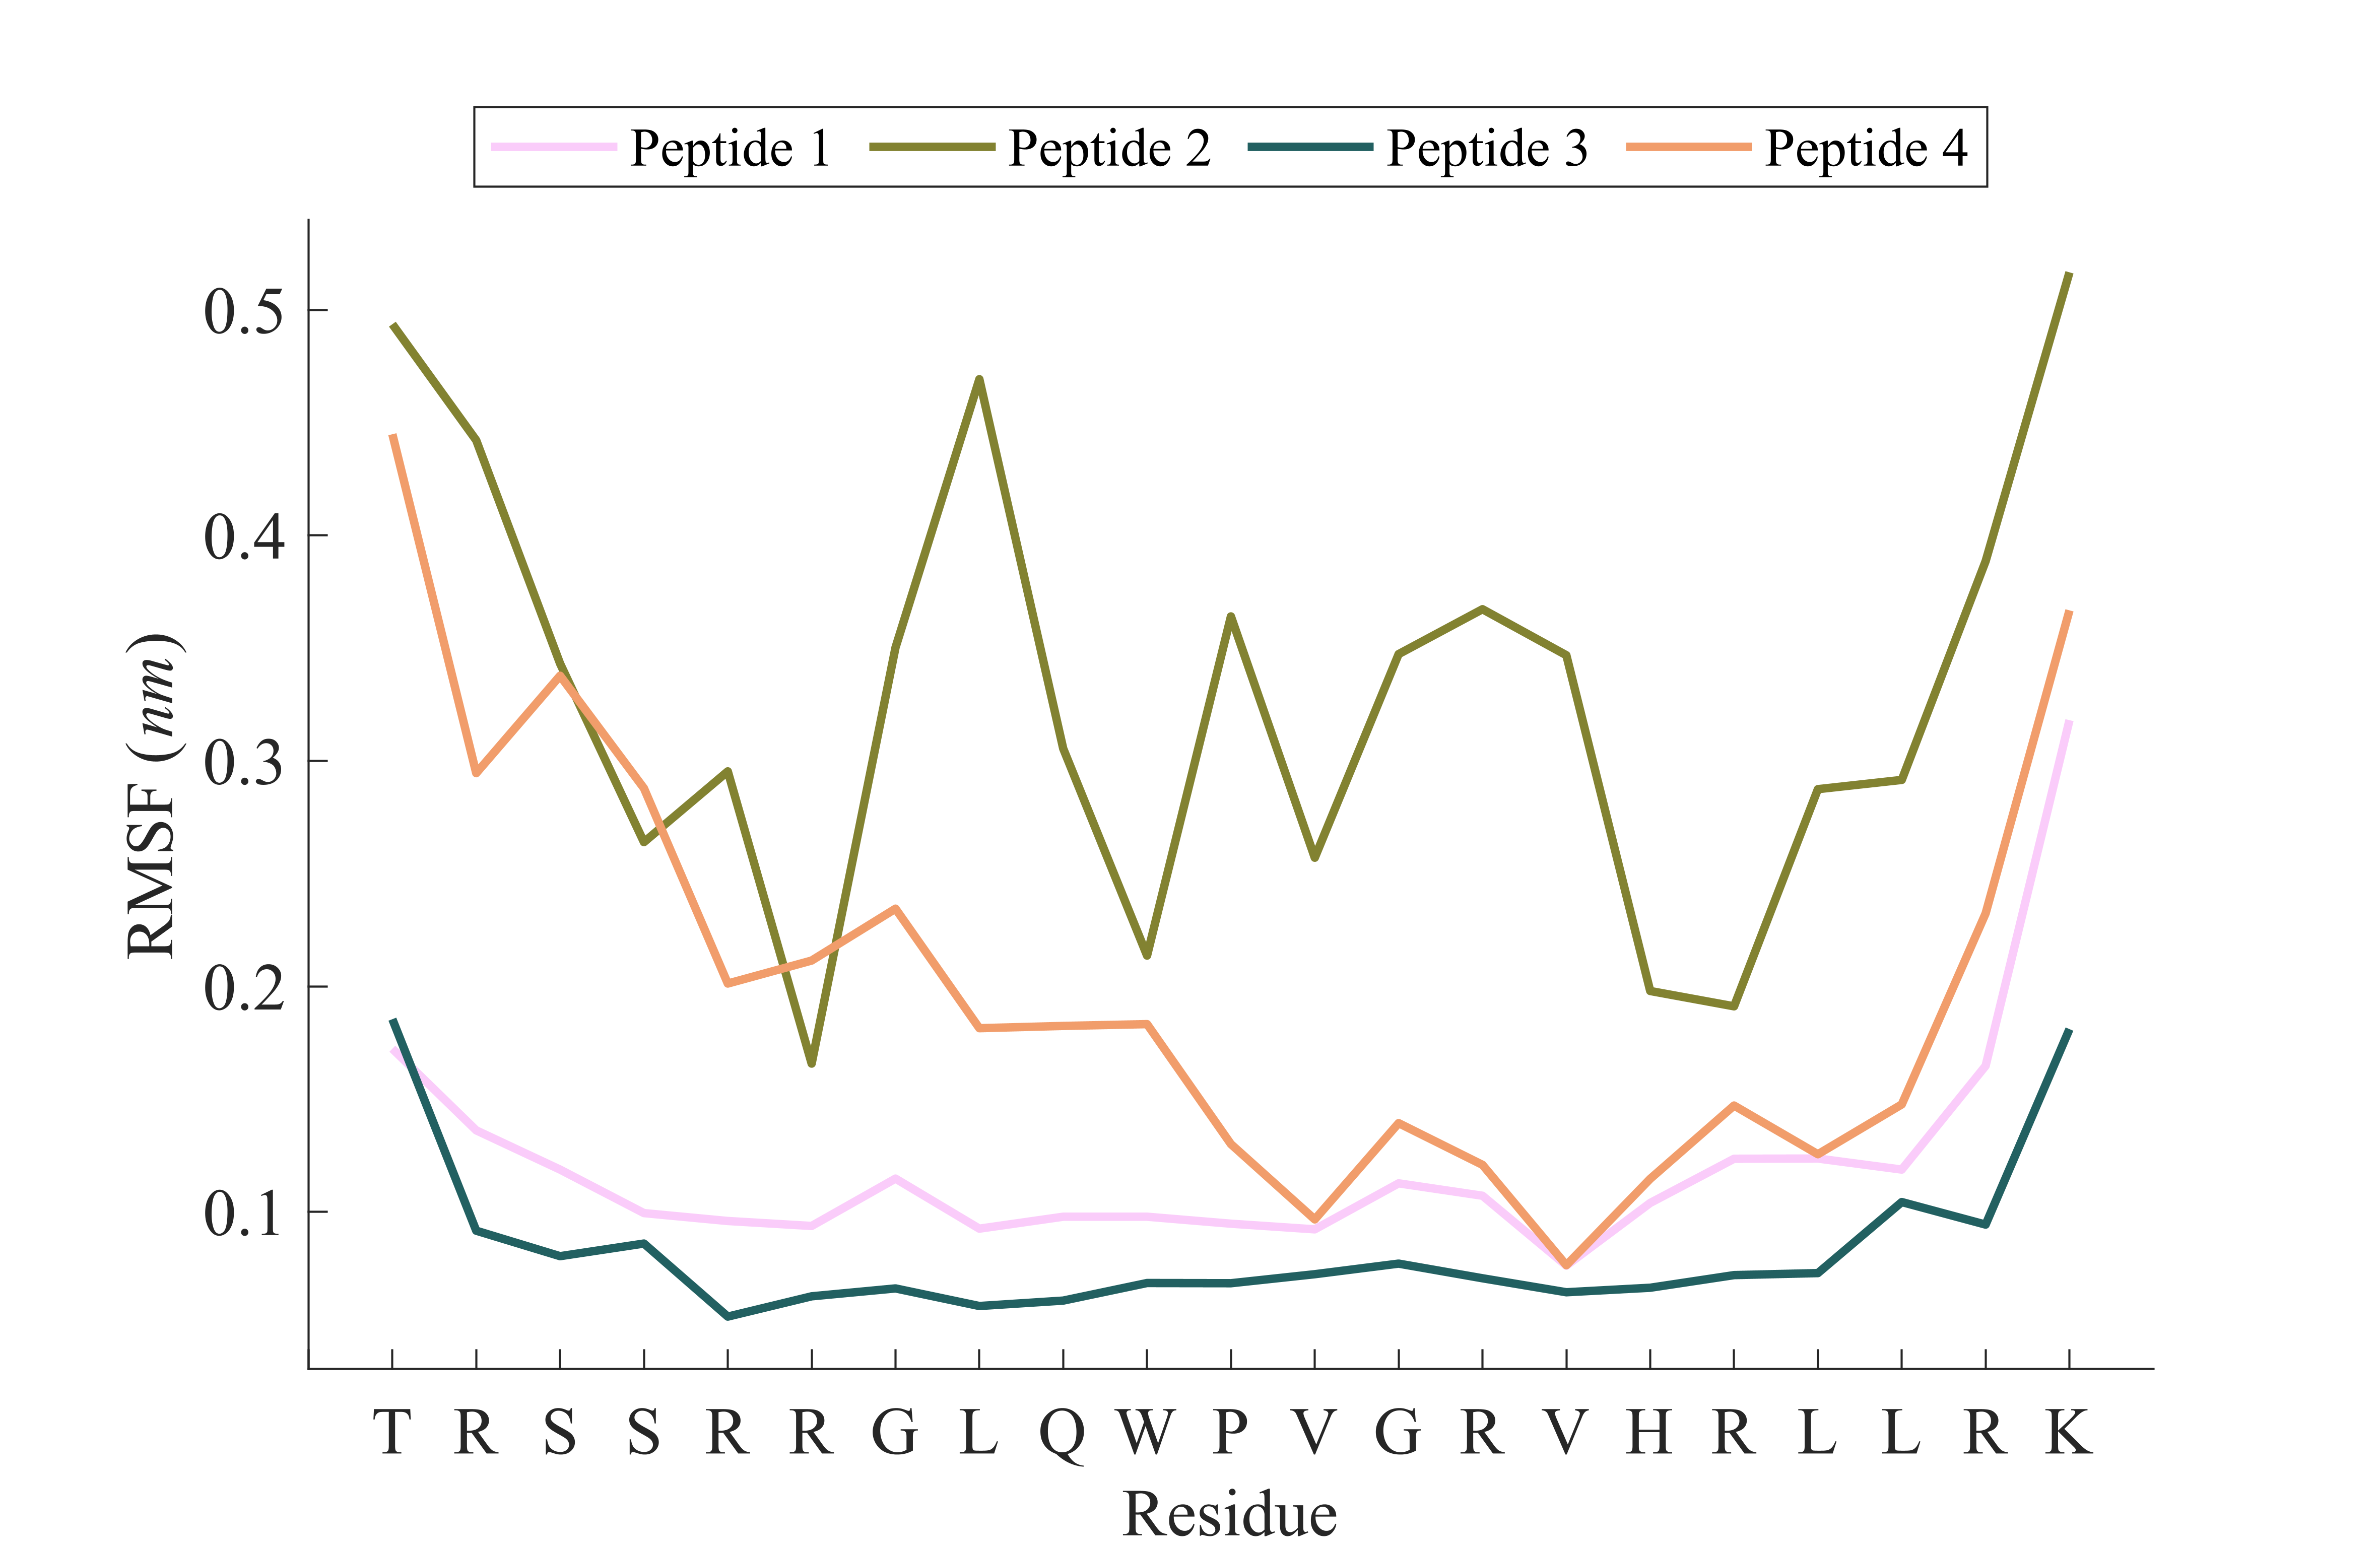 Peptide 1 Peptide 2 Peptide 3 Peptide 4
0.5
0.4
0.3
0.2
0.1
RMSF (nm)
T R S S R R G L Q W P V G R V H R L L R K
Residue